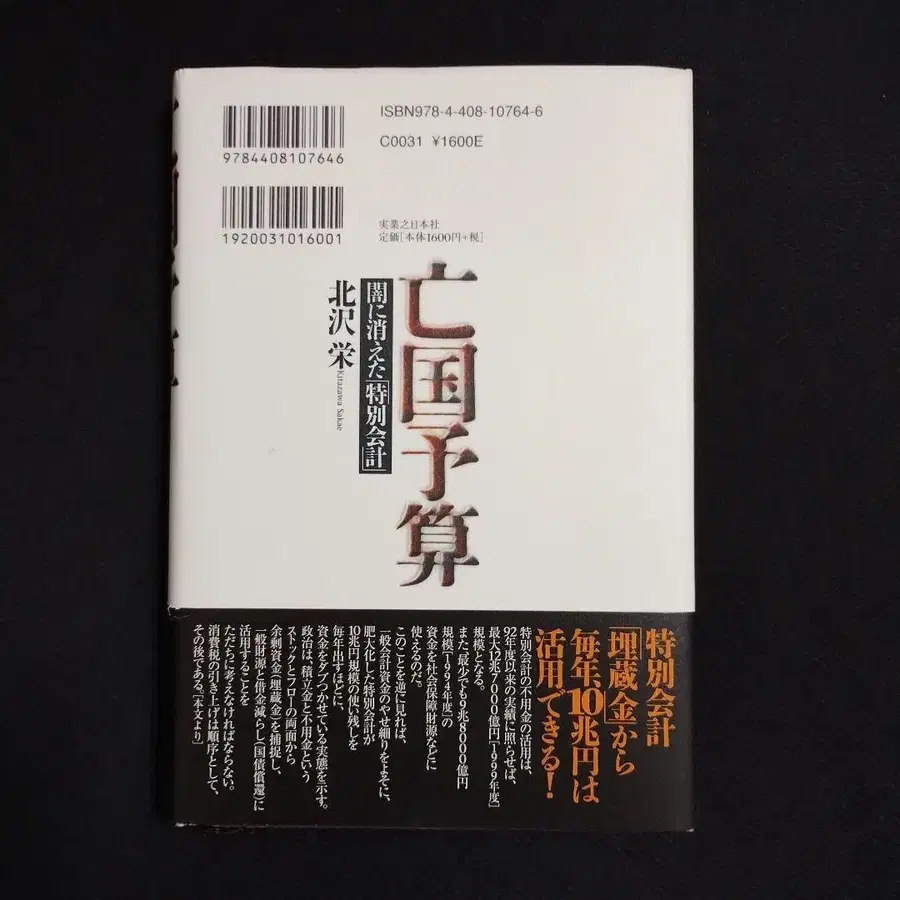 ISBN978-4-408-10764-6
9784408107646
C0031 ¥1600E
1920031016001
実業之日本社
定価[本体1600円+税]
亡国予算
闇に消えた「特別会計」
北沢 栄
Kitazawa Sakae
特別会計
「埋蔵金」から
毎年、10兆円は
活用できる!
特別会計の不用金の活用は、
92年度以来の実績に照らせば、
最大12兆7000億円[1999年度]
規模となる。
また、最少でも9兆8000億円
規模[1994年度]の
資金を社会保障財源などに
使えるのだ。
このことを逆に見れば、
一般会計資金のやせ細りをよそに、
肥大化した特別会計が
10兆円規模の使い残しを
毎年出すほどに、
資金をダブつかせている実態を示す。
政治は、積立金と不用金という
ストックとフローの両面から
余剰資金(埋蔵金)を捕捉し、
一般財源と借金減らし(国債償還)に
活用することを
ただちに考えなければならない。
消費税の引き上げは順序として、
その後である。「本文より」